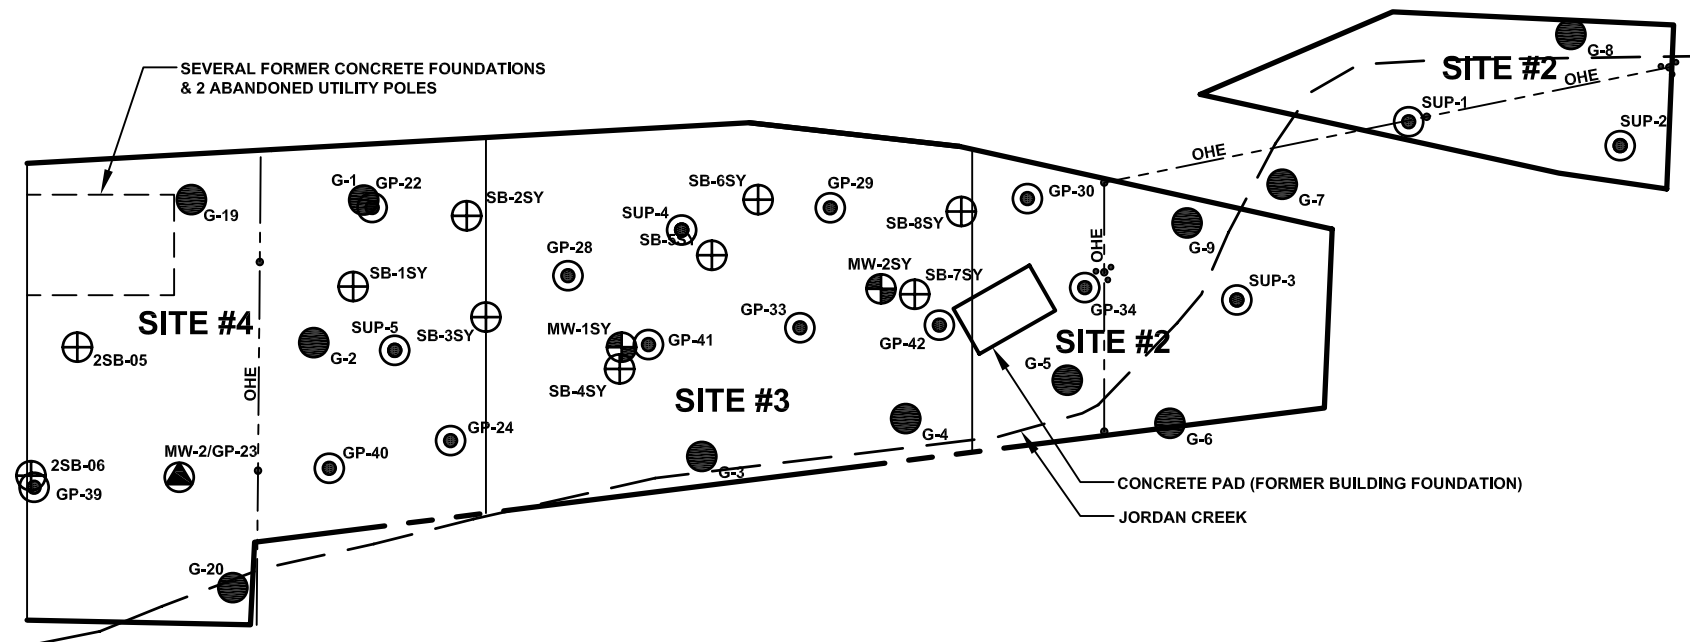 SEVERAL FORMER CONCRETE FOUNDATIONS
& 2 ABANDONED UTILITY POLES
G-8
SITE #2
OHE
SUP-1
SUP-2
OHE
G-7
G-1
GP-22
G-19
SB-2SY
SB-6SY
GP-29
GP-30
SUP-4
SB-8SY
SB-5SY
G-9
OHE
GP-28
SB-1SY
MW-2SY
SB-7SY
SUP-3
GP-34
SITE #4
GP-33
SUP-5
SB-3SY
MW-1SY
GP-41
GP-42
SITE #2
2SB-05
G-2
G-5
OHE
SB-4SY
SITE #3
GP-24
G-4
G-6
MW-2/GP-23
2SB-06
GP-40
G-3
GP-39
CONCRETE PAD (FORMER BUILDING FOUNDATION)
JORDAN CREEK
G-20